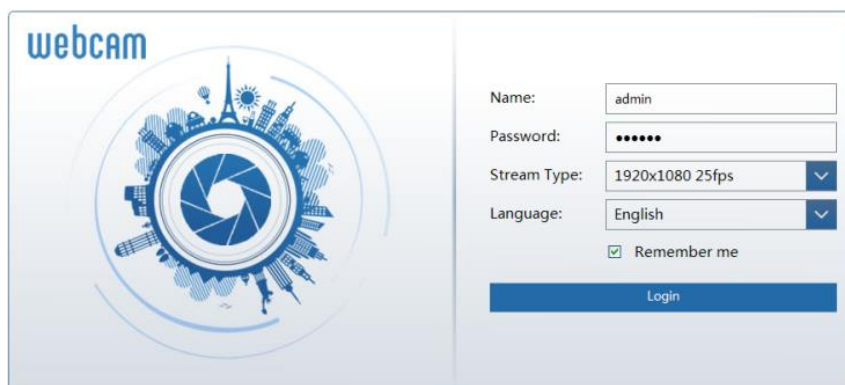 webcam
Name: admin
Password: ••••••
Stream Type: 1920x1080 25fps
Language: English
Remember me
Login